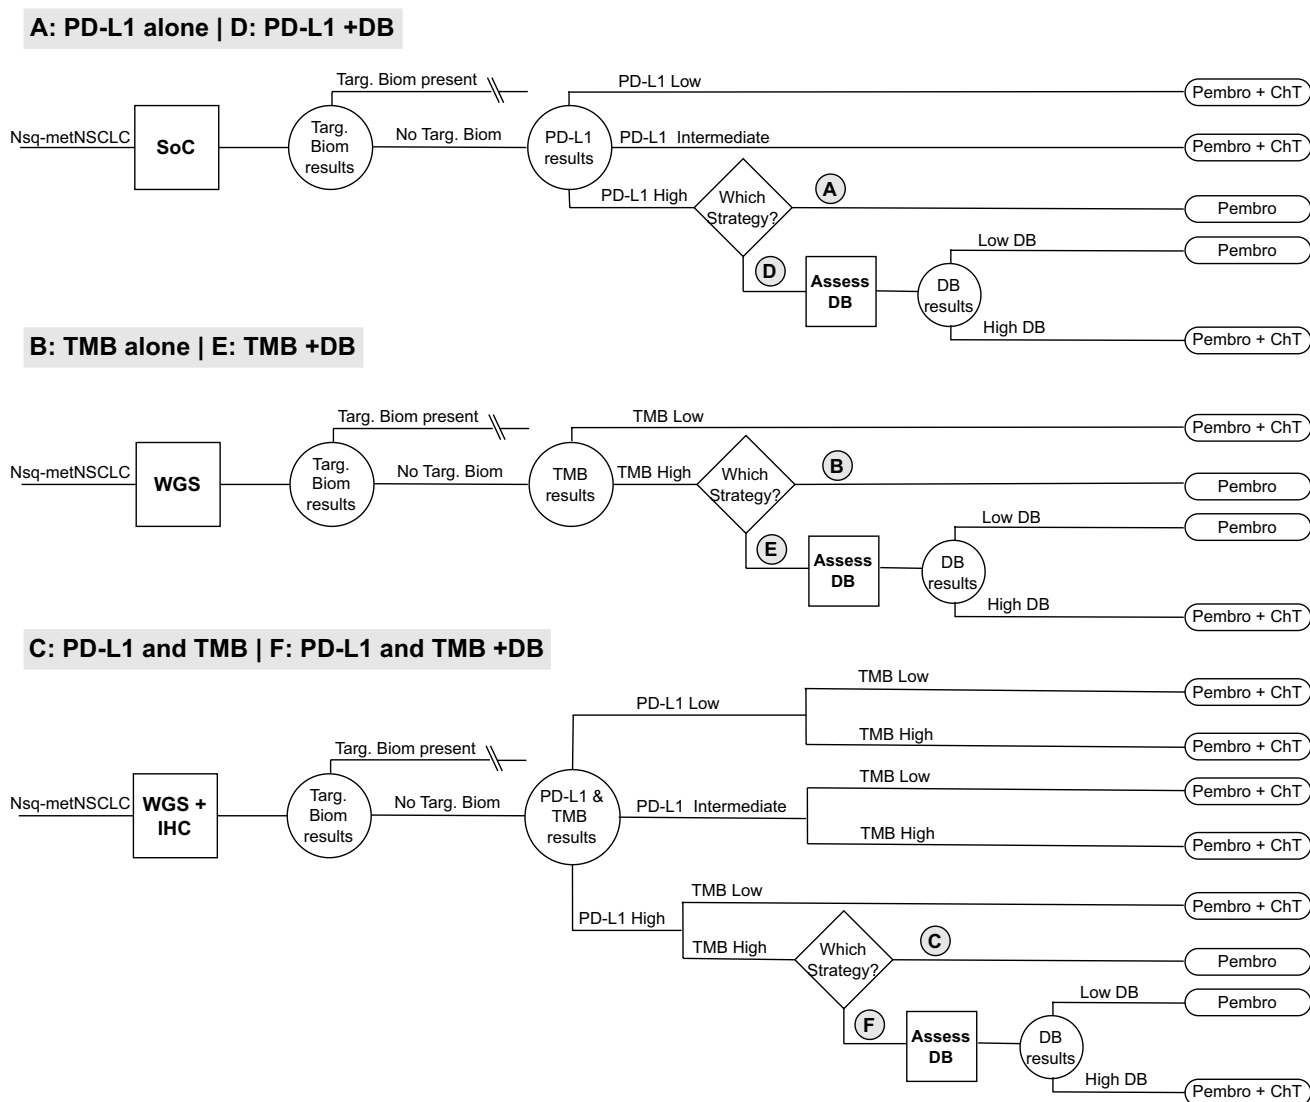 A: PD-L1 alone | D: PD-L1 +DB
Targ. Biom present
PD-L1 Low
Pembro + ChT
Nsq-metNSCLC
SoC
Targ.
Biom
results
No Targ. Biom
PD-L1
results
PD-L1 Intermediate
Pembro + ChT
PD-L1 High
Which
Strategy?
A
Pembro
D
Assess
DB
DB
results
Low DB
Pembro
High DB
Pembro + ChT
B: TMB alone | E: TMB +DB
Targ. Biom present
TMB Low
Pembro + ChT
Nsq-metNSCLC
WGS
Targ.
Biom
results
No Targ. Biom
TMB
results
TMB High
Which
Strategy?
B
Pembro
E
Assess
DB
DB
results
Low DB
Pembro
High DB
Pembro + ChT
C: PD-L1 and TMB | F: PD-L1 and TMB +DB
PD-L1 Low
TMB Low
Pembro + ChT
TMB High
Pembro + ChT
Targ. Biom present
Nsq-metNSCLC
WGS +
IHC
Targ.
Biom
results
No Targ. Biom
PD-L1 &
TMB
results
PD-L1 Intermediate
TMB Low
Pembro + ChT
TMB High
Pembro + ChT
PD-L1 High
TMB Low
Pembro + ChT
TMB High
Which
Strategy?
C
Pembro
F
Assess
DB
DB
results
Low DB
Pembro
High DB
Pembro + ChT